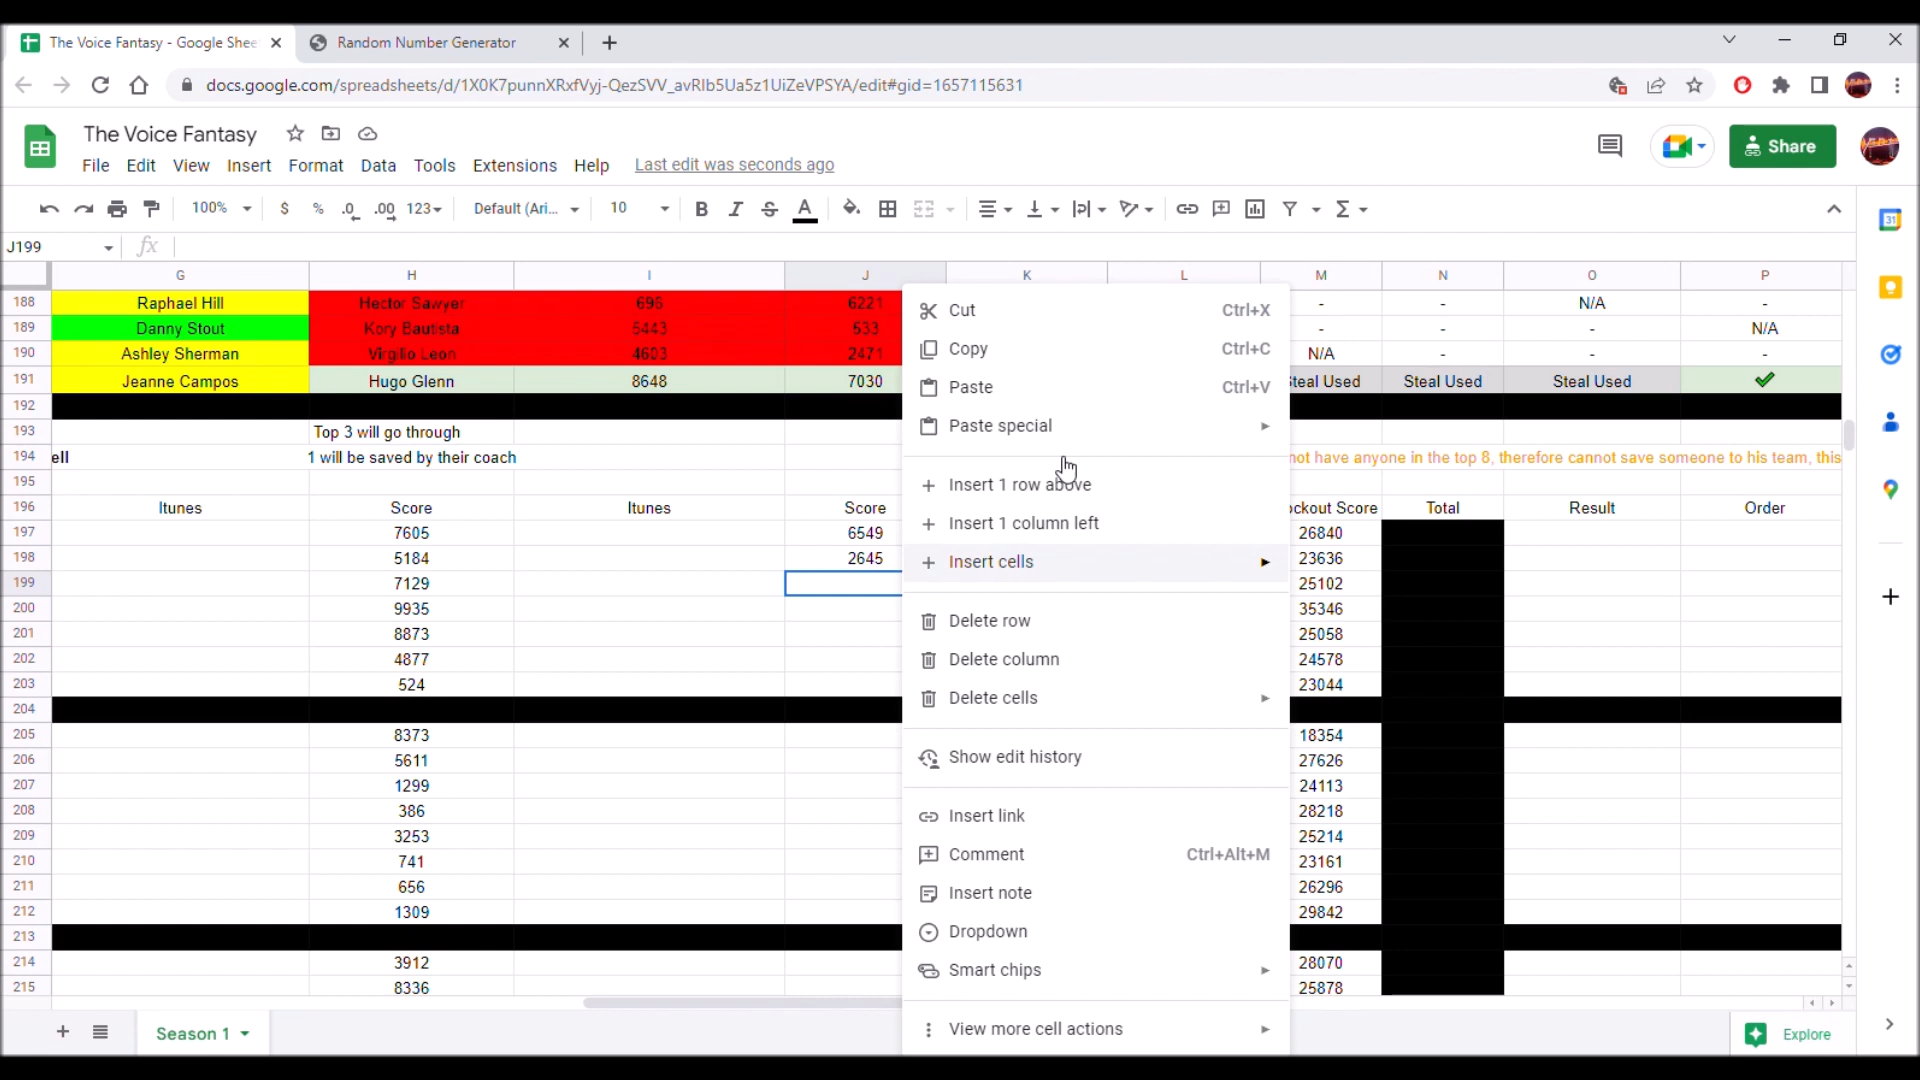 The Voice Fantasy - Google Shee
Random Number Generator
docs.google.com/spreadsheets/d/1X0K7punnXRxfVyj-QezSVV_avRIb5Ua5z1UiZeVPSYA/edit#gid=1657115631
The Voice Fantasy
File Edit View Insert Format Data Tools Extensions Help Last edit was seconds ago
Share
100% $ % .0 .00 123 Default (Ari... 10 B I S A
J199 fx
G H I J K L M N O P
188 Raphael Hill Hector Sawyer 696 6221 - - N/A -
189 Danny Stout Kory Bautista 5443 533 - - - N/A
190 Ashley Sherman Virgilio Leon 4603 2471 N/A - - -
191 Jeanne Campos Hugo Glenn 8648 7030 Steal Used Steal Used Steal Used
192
193 Top 3 will go through
194 ell 1 will be saved by their coach not have anyone in the top 8, therefore cannot save someone to his team, this
195
196 Itunes Score Itunes Score ockout Score Total Result Order
197 7605 6549 26840
198 5184 2645 23636
199 7129 25102
200 9935 35346
201 8873 25058
202 4877 24578
203 524 23044
204
205 8373 18354
206 5611 27626
207 1299 24113
208 386 28218
209 3253 25214
210 741 23161
211 656 26296
212 1309 29842
213
214 3912 28070
215 8336 25878
Cut Ctrl+X
Copy Ctrl+C
Paste Ctrl+V
Paste special
Insert 1 row above
Insert 1 column left
Insert cells
Delete row
Delete column
Delete cells
Show edit history
Insert link
Comment Ctrl+Alt+M
Insert note
Dropdown
Smart chips
View more cell actions
Season 1
Explore
31